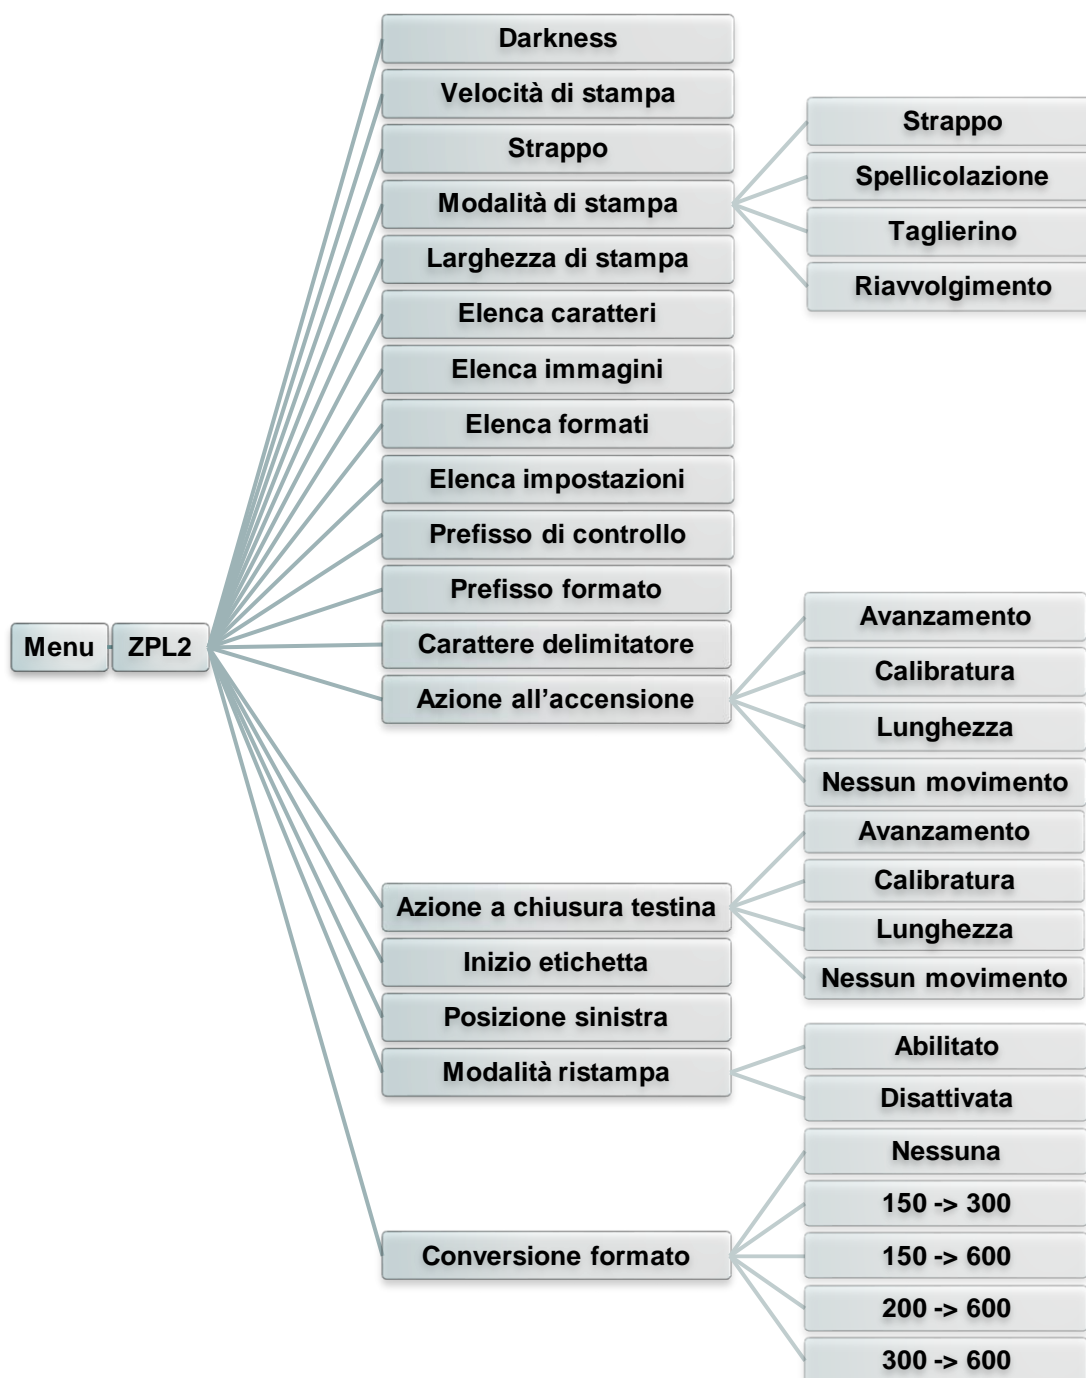 Menu
ZPL2
Darkness
Velocità di stampa
Strappo
Modalità di stampa
Strappo
Spellicolazione
Taglierino
Riavvolgimento
Larghezza di stampa
Elenca caratteri
Elenca immagini
Elenca formati
Elenca impostazioni
Prefisso di controllo
Prefisso formato
Carattere delimitatore
Azione all’accensione
Avanzamento
Calibratura
Lunghezza
Nessun movimento
Azione a chiusura testina
Avanzamento
Calibratura
Lunghezza
Nessun movimento
Inizio etichetta
Posizione sinistra
Modalità ristampa
Abilitato
Disattivata
Conversione formato
Nessuna
150 -> 300
150 -> 600
200 -> 600
300 -> 600